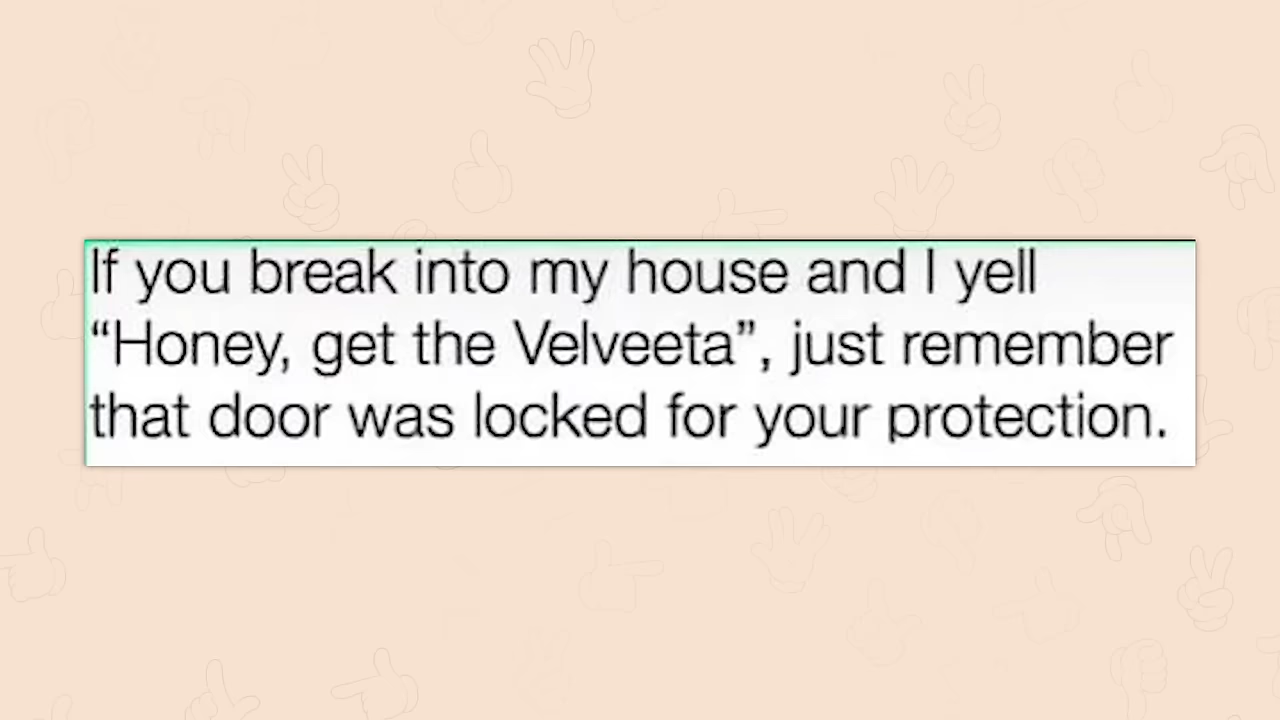 If you break into my house and I yell
“Honey, get the Velveeta”, just remember
that door was locked for your protection.